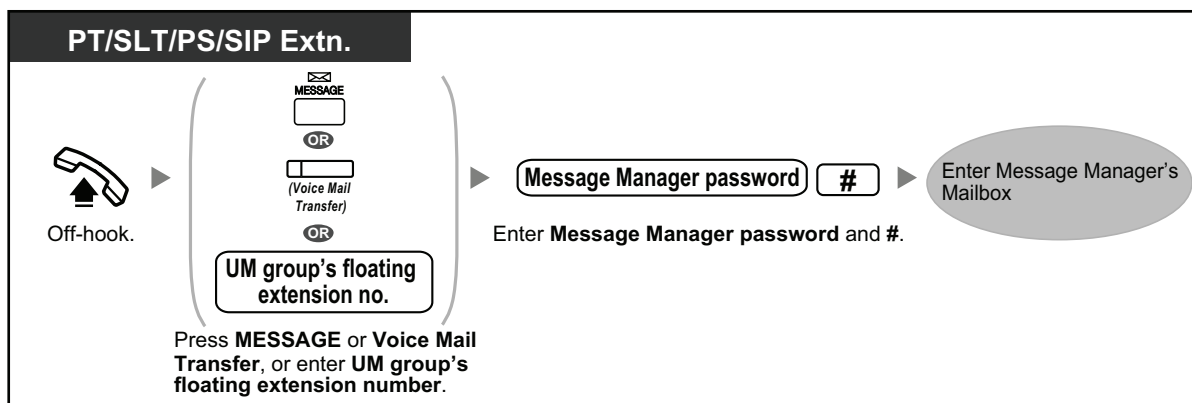 PT/SLT/PS/SIP Extn.
MESSAGE
OR
(Voice Mail
Transfer)
OR
UM group's floating
extension no.
Press MESSAGE or Voice Mail
Transfer, or enter UM group's
floating extension number.
Off-hook.
Message Manager password #
Enter Message Manager password and #.
Enter Message Manager's
Mailbox